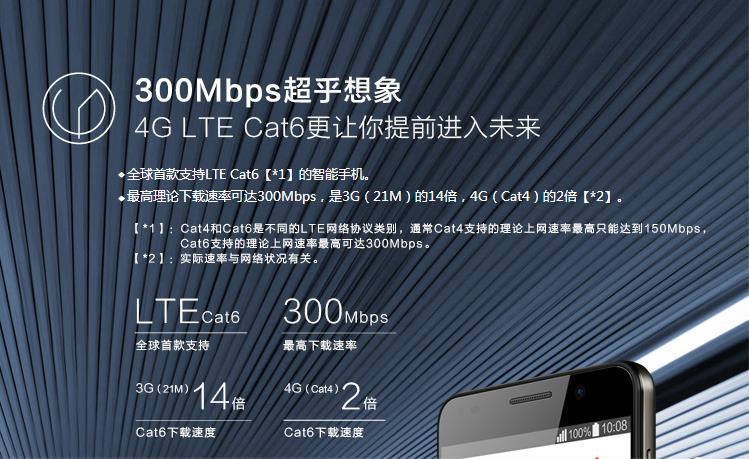 300Mbps超乎想象
4G LTE Cat6更让你提前进入未来
◆全球首款支持LTE Cat6【*1】的智能手机。
◆最高理论下载速率可达300Mbps，是3G（21M）的14倍，4G（Cat4）的2倍【*2】。
【*1】：Cat4和Cat6是不同的LTE网络协议类别，通常Cat4支持的理论上网速率最高只能达到150Mbps，
Cat6支持的理论上网速率最高可达300Mbps。
【*2】：实际速率与网络状况有关。
LTE Cat6
全球首款支持
300Mbps
最高下载速率
3G（21M）14倍
Cat6下载速度
4G（Cat4）2倍
Cat6下载速度
100% 10:08